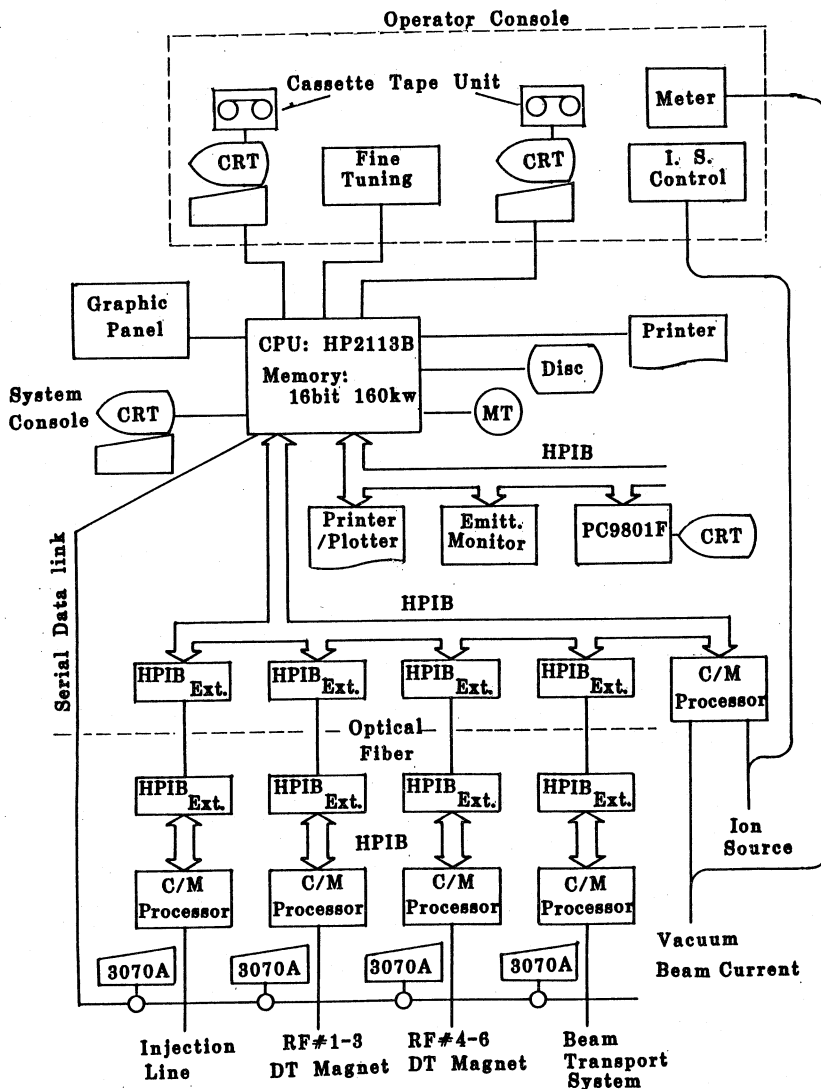 Operator Console
Cassette Tape Unit
Meter
CRT
Fine
Tuning
CRT
I. S.
Control
Graphic
Panel
CPU: HP2113B
Memory:
16bit 160kw
Printer
Disc
MT
System
Console
CRT
HPIB
Printer
/Plotter
Emitt.
Monitor
PC9801F
CRT
Serial Data link
HPIB
HPIB Ext.
HPIB Ext.
HPIB Ext.
HPIB Ext.
C/M
Processor
Optical
Fiber
HPIB Ext.
HPIB Ext.
HPIB Ext.
HPIB Ext.
Ion
Source
HPIB
C/M
Processor
C/M
Processor
C/M
Processor
C/M
Processor
Vacuum
Beam Current
3070A
3070A
3070A
3070A
Injection
Line
RF#1-3
DT Magnet
RF#4-6
DT Magnet
Beam
Transport
System